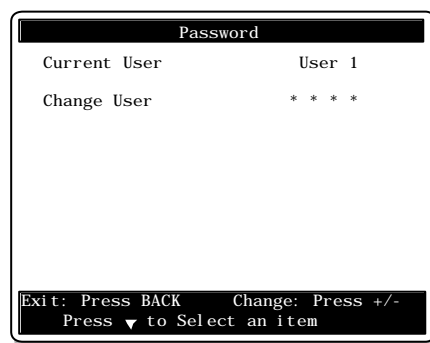 Password
Current User User 1
Change User * * * *
Exit: Press BACK Change: Press +/-
Press ▼ to Select an item